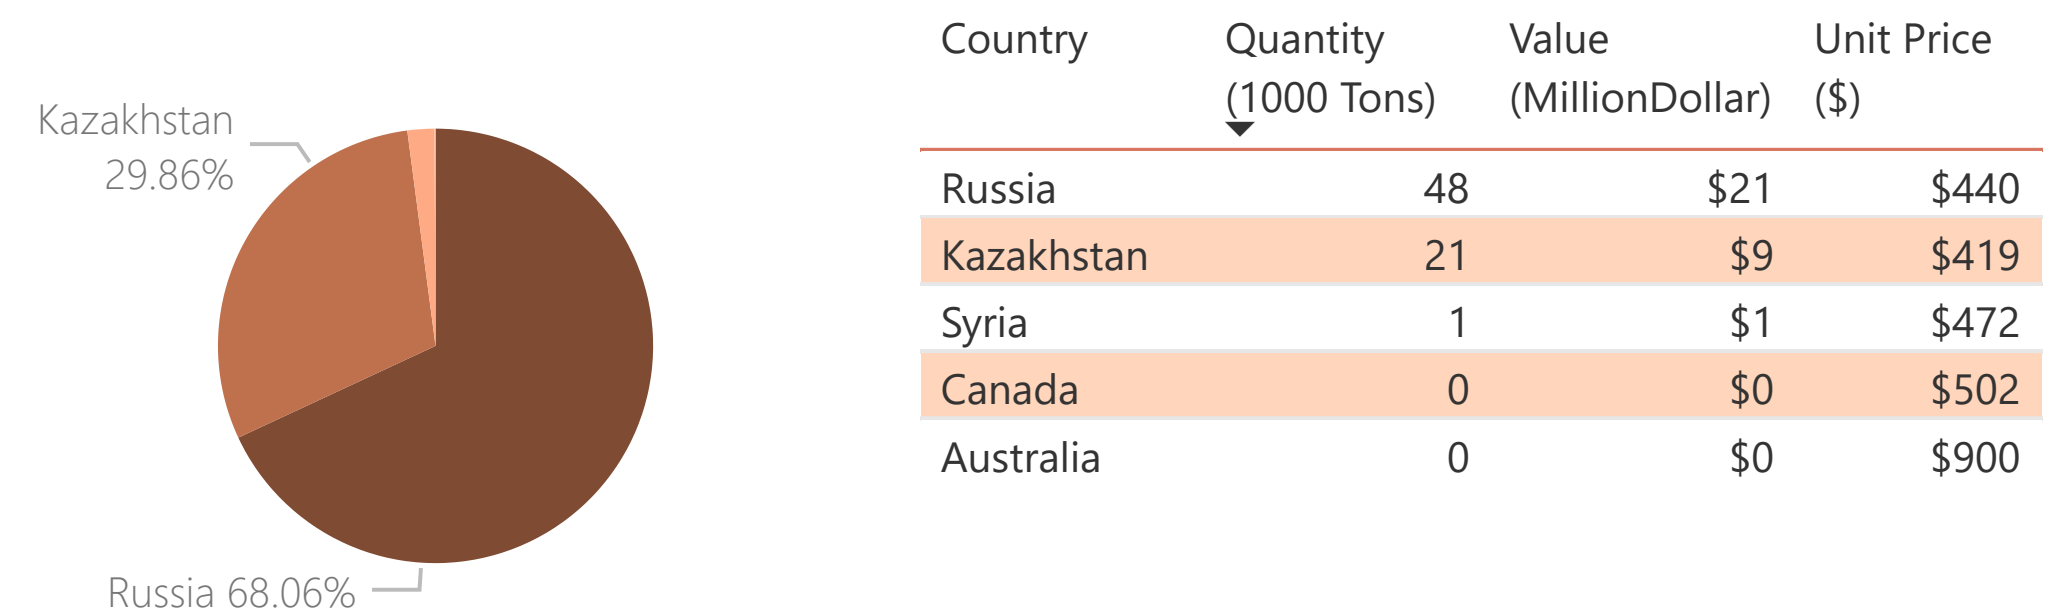 Kazakhstan
29.86%
Russia 68.06%
Country Quantity (1000 Tons) Value (MillionDollar) Unit Price ($)
Russia 48 $21 $440
Kazakhstan 21 $9 $419
Syria 1 $1 $472
Canada 0 $0 $502
Australia 0 $0 $900